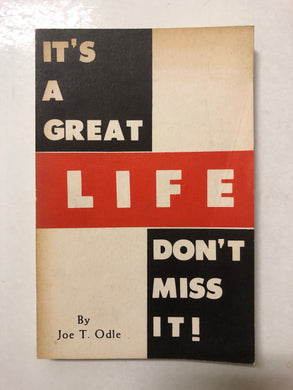 IT'S
A
GREAT
LIFE
DON'T
MISS
IT!
By
Joe T. Odle